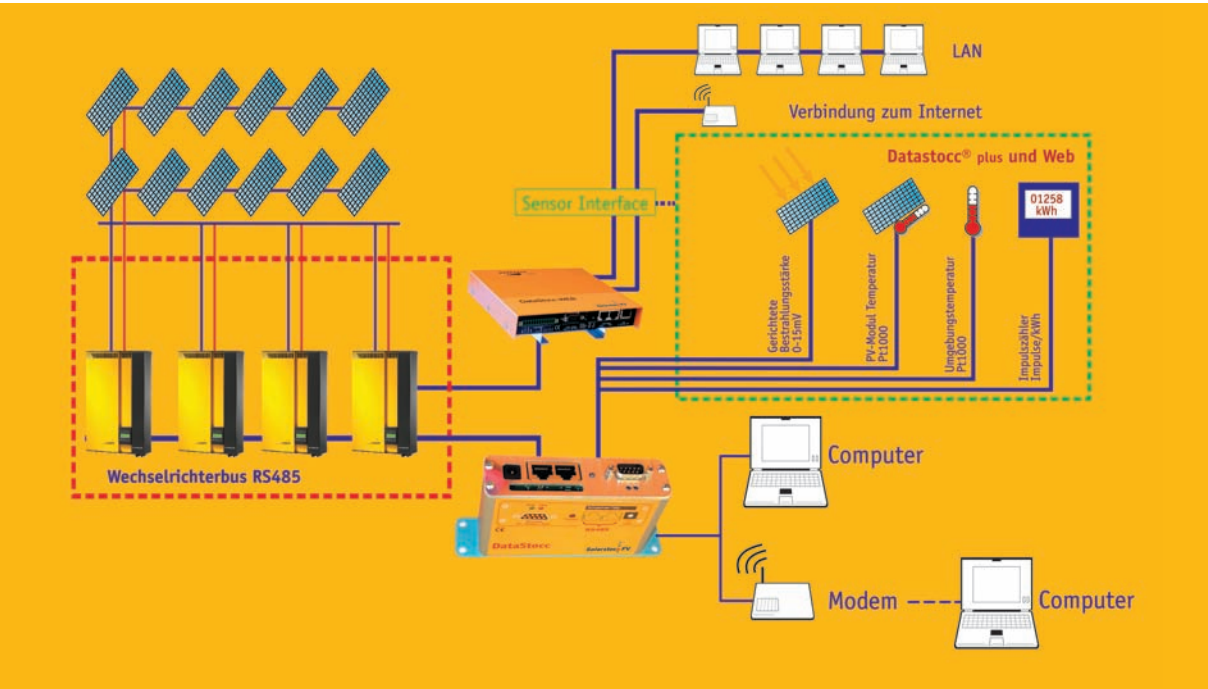 LAN
Verbindung zum Internet
Datastocc® plus und Web
Sensor Interface
01258
kWh
Gerichtete
Bestrahlungsstärke
0-15mV
PV-Modul Temperatur
Pt1000
Umgebungstemperatur
Pt1000
Impulszähler
Impulse/kWh
Wechselrichterbus RS485
DataStocc
Computer
Modem
Computer